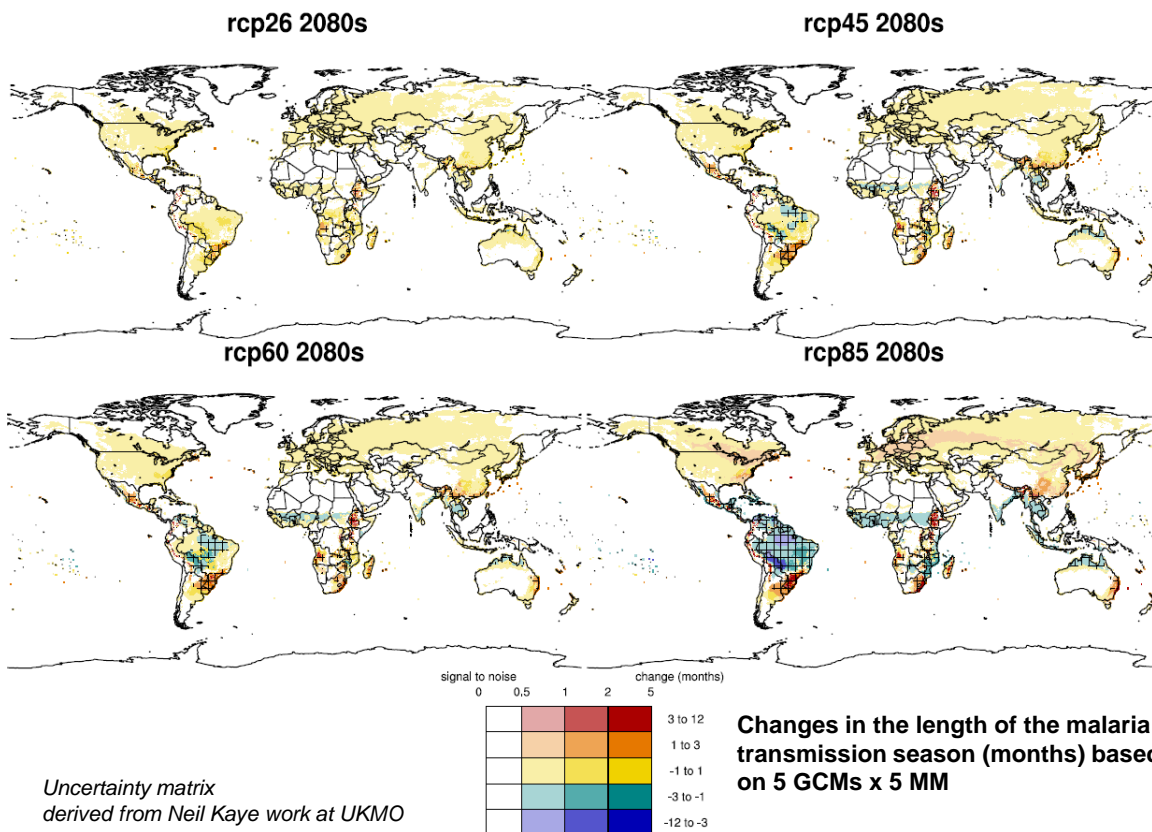 rcp26 2080s
rcp45 2080s
rcp60 2080s
rcp85 2080s
signal to noise
change (months)
0 0.5 1 2 5
3 to 12
1 to 3
-1 to 1
-3 to -1
-12 to -3
Changes in the length of the malaria
transmission season (months) based
on 5 GCMs x 5 MM
Uncertainty matrix
derived from Neil Kaye work at UKMO